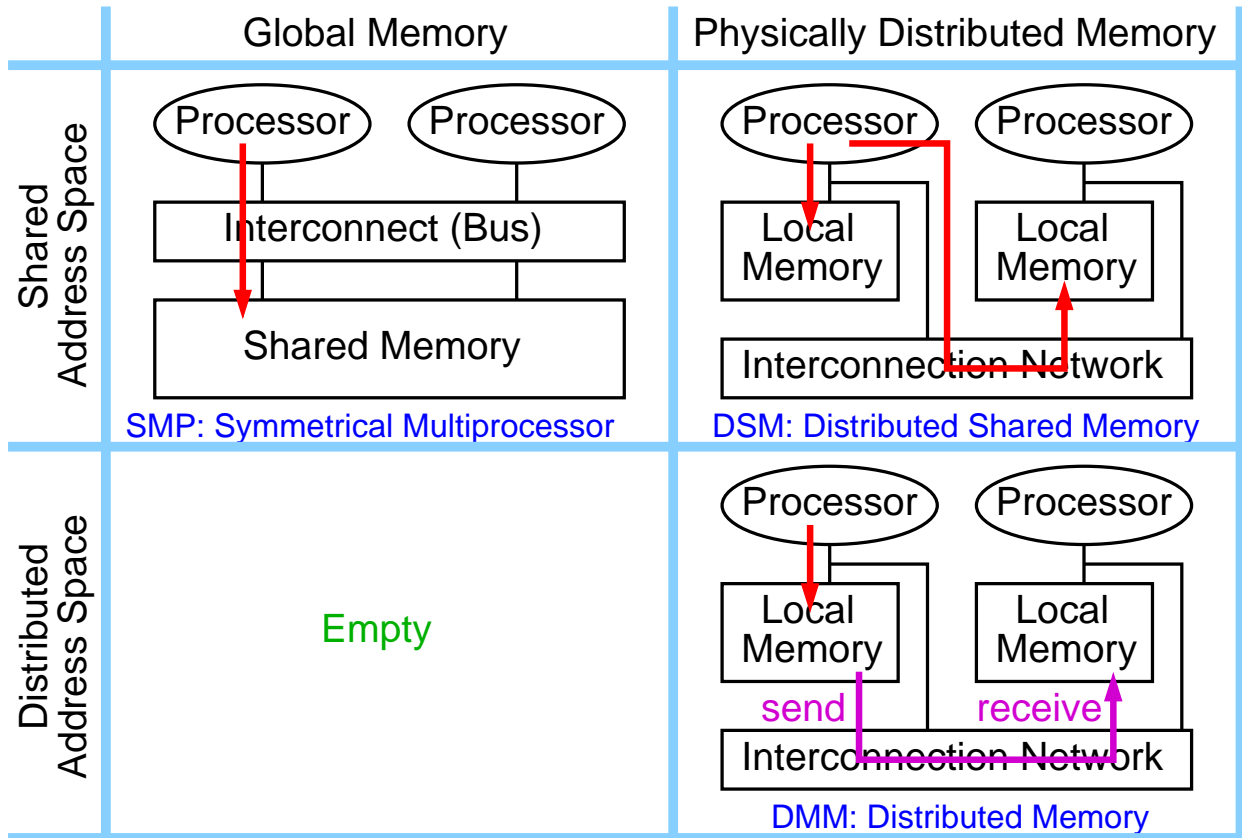 Global Memory
Physically Distributed Memory
Shared
Address Space
Processor
Processor
Interconnect (Bus)
Shared Memory
SMP: Symmetrical Multiprocessor
Processor
Processor
Local
Memory
Local
Memory
Interconnection Network
DSM: Distributed Shared Memory
Distributed
Address Space
Empty
Processor
Processor
Local
Memory
Local
Memory
send
receive
Interconnection Network
DMM: Distributed Memory